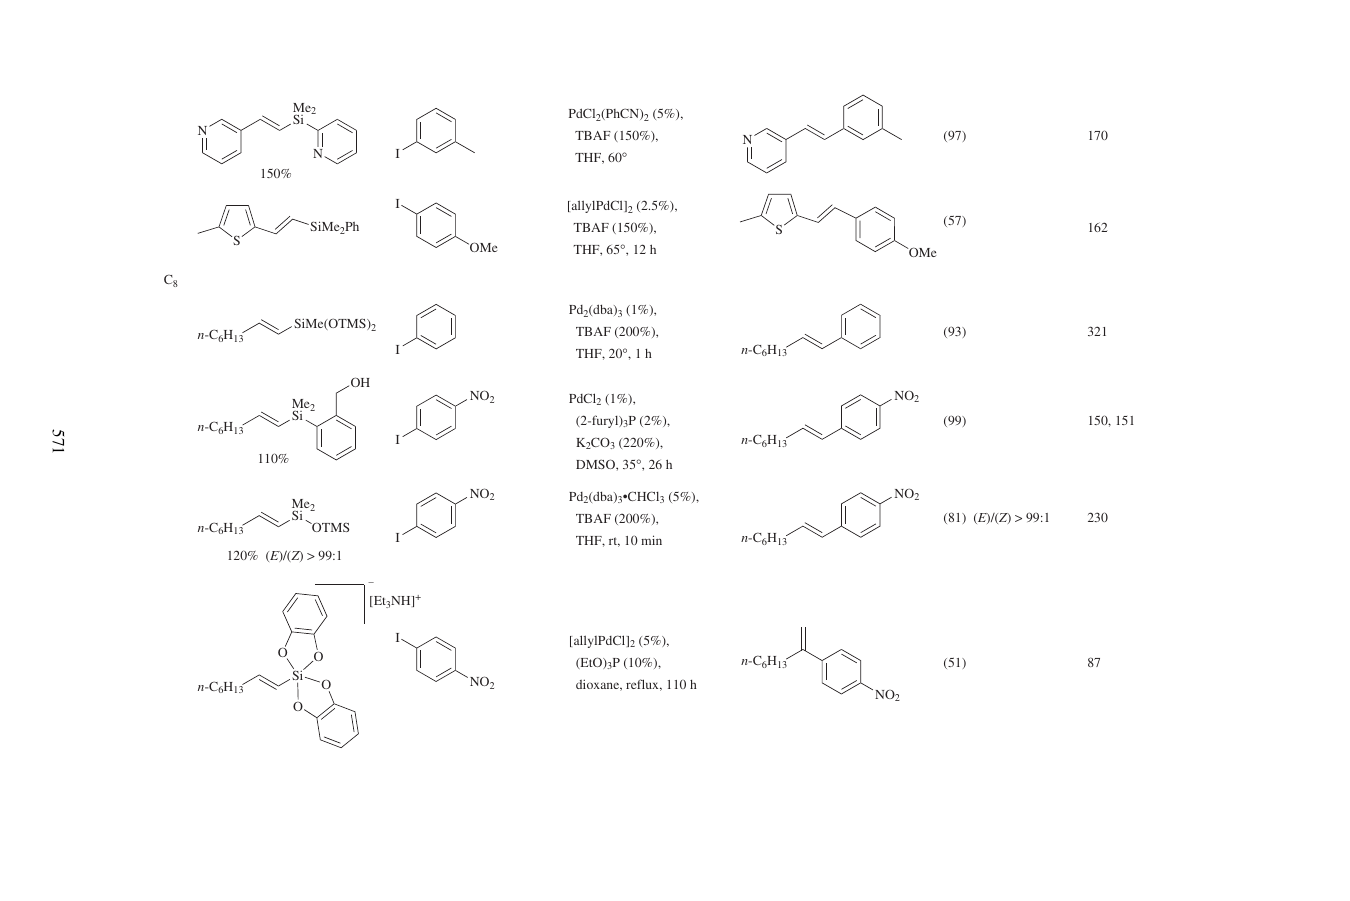 Me2
Si
N
N
150%
I
PdCl2(PhCN)2 (5%),
TBAF (150%),
THF, 60°
N
(97)
170
S
SiMe2Ph
I
OMe
[allylPdCl]2 (2.5%),
TBAF (150%),
THF, 65°, 12 h
S
OMe
(57)
162
C8
n-C6H13
SiMe(OTMS)2
I
Pd2(dba)3 (1%),
TBAF (200%),
THF, 20°, 1 h
n-C6H13
(93)
321
OH
Me2
Si
n-C6H13
110%
NO2
I
PdCl2 (1%),
(2-furyl)3P (2%),
K2CO3 (220%),
DMSO, 35°, 26 h
NO2
n-C6H13
(99)
150, 151
571
Me2
Si
n-C6H13
OTMS
120% (E)/(Z) > 99:1
NO2
I
Pd2(dba)3•CHCl3 (5%),
TBAF (200%),
THF, rt, 10 min
NO2
n-C6H13
(81) (E)/(Z) > 99:1
230
–
[Et3NH]+
O
O
Si
n-C6H13
O
O
I
NO2
[allylPdCl]2 (5%),
(EtO)3P (10%),
dioxane, reflux, 110 h
n-C6H13
NO2
(51)
87